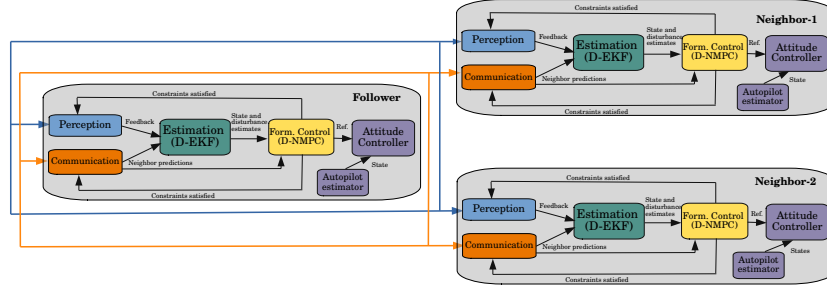 Constraints satisfied
Neighbor-1
Perception
Feedback
Estimation
(D-EKF)
State and
disturbance
estimates
Form. Control
(D-NMPC)
Ref.
Attitude
Controller
Communication
Neighbor predictions
State
Autopilot
estimator
Constraints satisfied
Constraints satisfied
Follower
Perception
Feedback
Estimation
(D-EKF)
State and
disturbance
estimates
Form. Control
(D-NMPC)
Ref.
Attitude
Controller
Communication
Neighbor predictions
State
Autopilot
estimator
Constraints satisfied
Constraints satisfied
Neighbor-2
Perception
Feedback
Estimation
(D-EKF)
State and
disturbance
estimates
Form. Control
(D-NMPC)
Ref.
Attitude
Controller
Communication
Neighbor predictions
States
Autopilot
estimator
Constraints satisfied